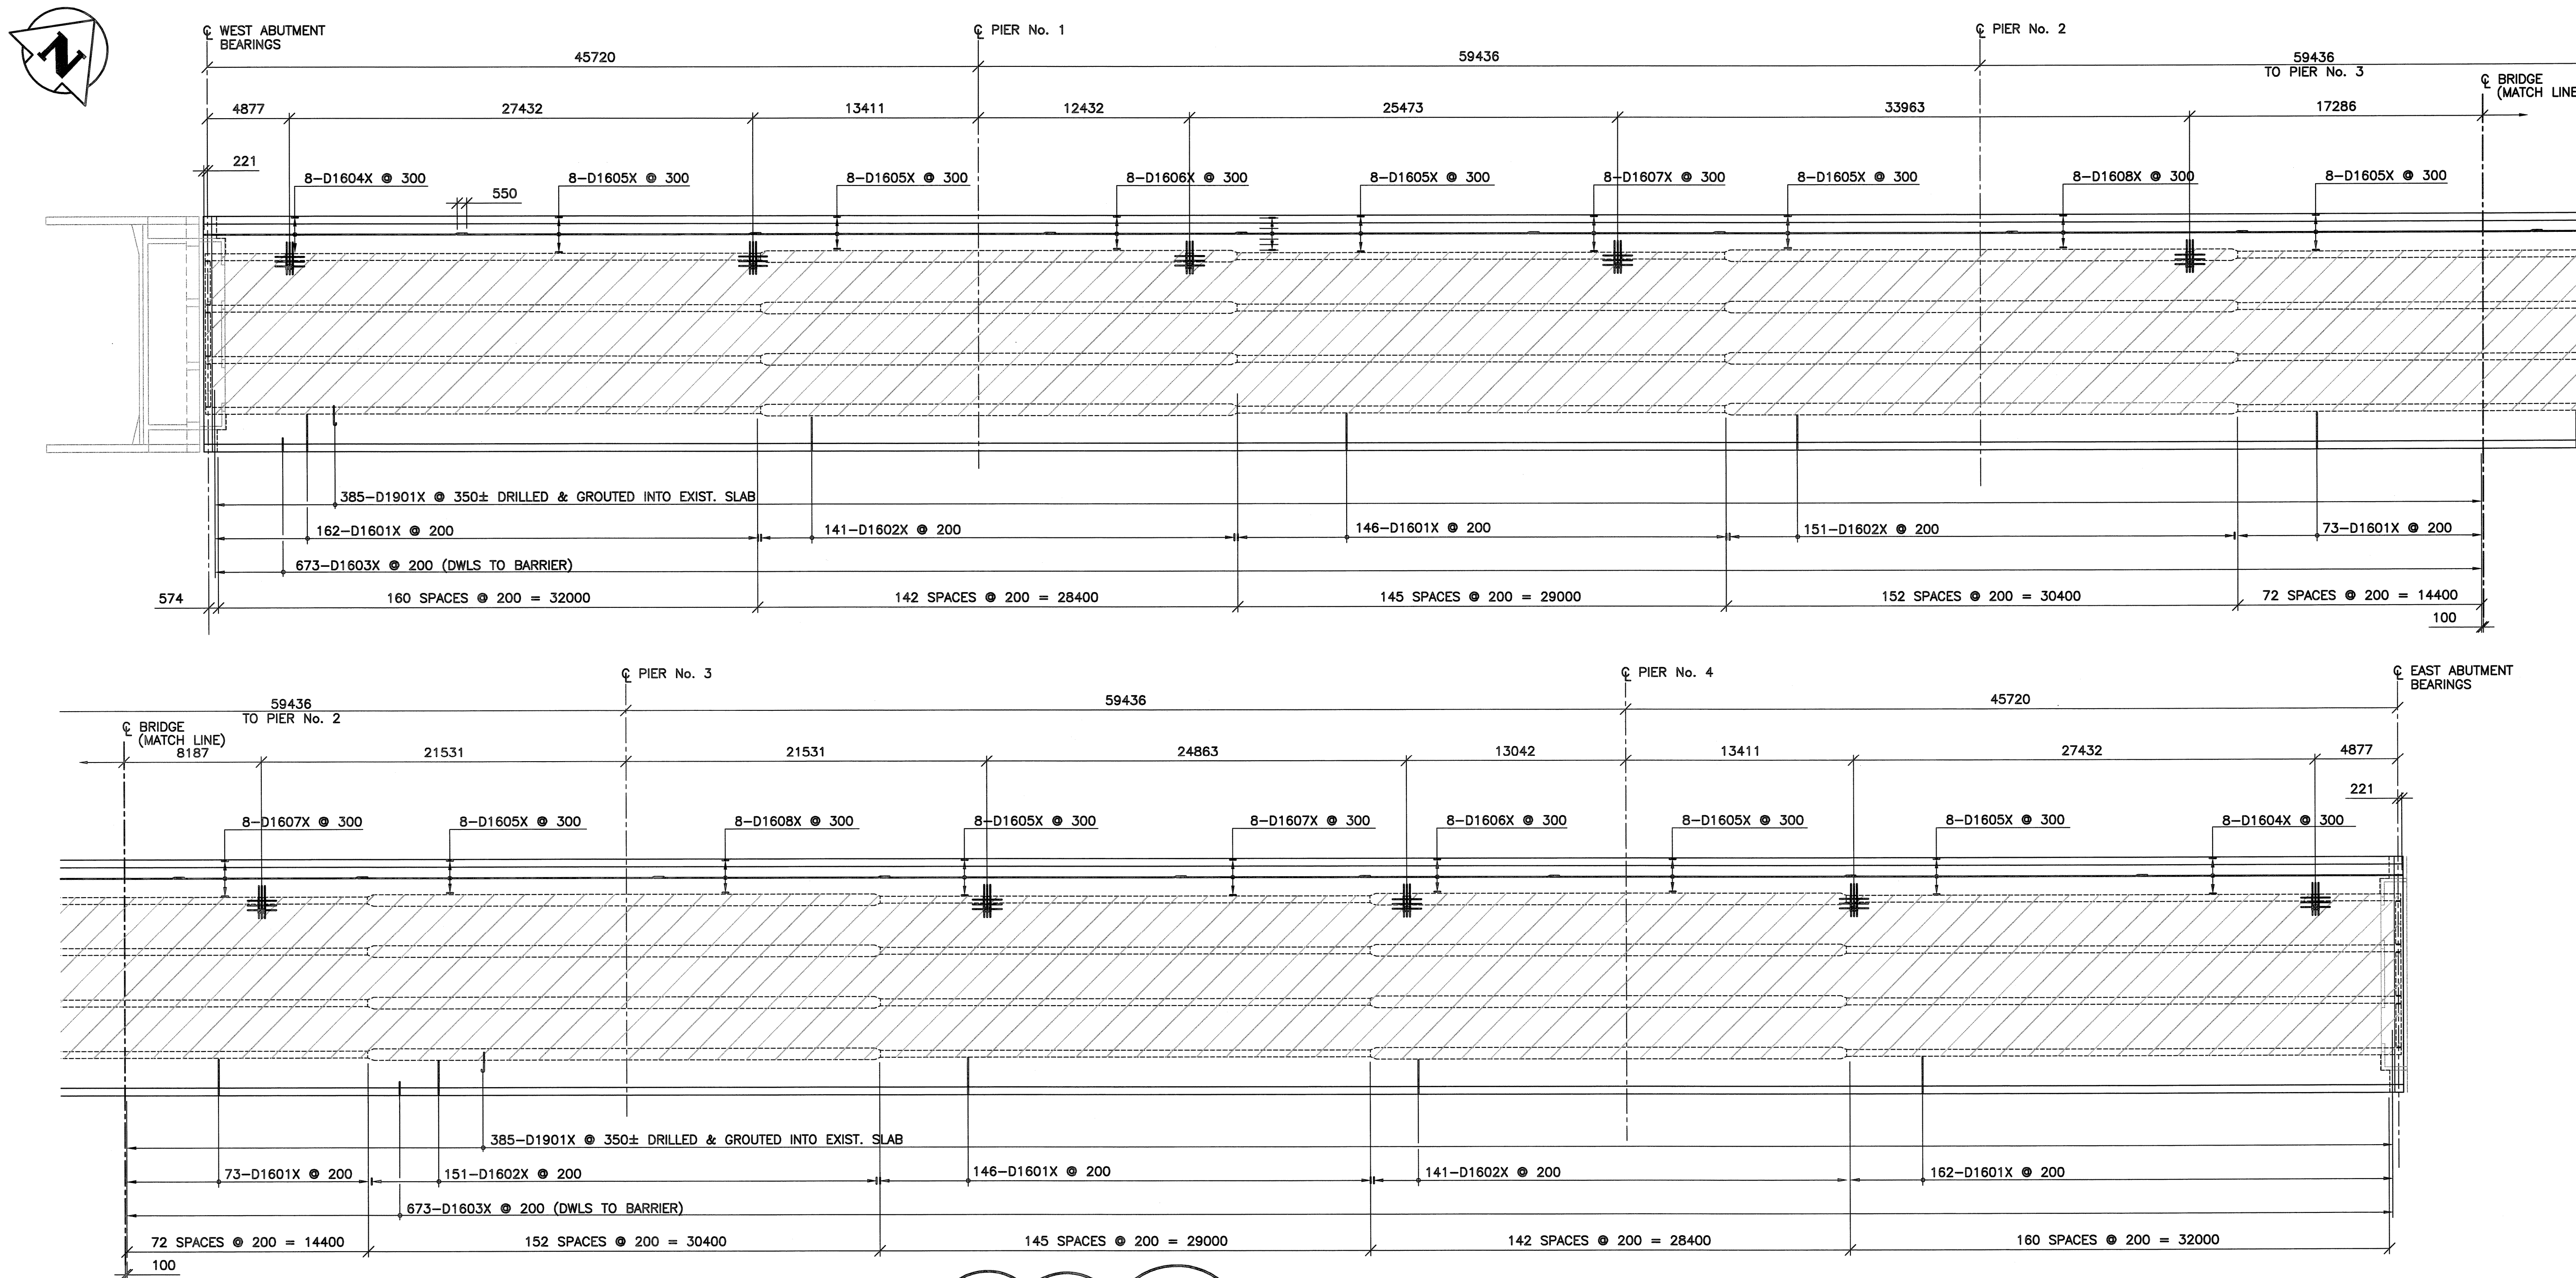 N
℄ WEST ABUTMENT
BEARINGS
℄ PIER No. 1
℄ PIER No. 2
45720
59436
59436
TO PIER No. 3
℄ BRIDGE
(MATCH LINE
4877
27432
13411
12432
25473
33963
17286
221
8-D1604X @ 300
550
8-D1605X @ 300
8-D1605X @ 300
8-D1606X @ 300
8-D1605X @ 300
8-D1607X @ 300
8-D1605X @ 300
8-D1608X @ 300
8-D1605X @ 300
385-D1901X @ 350± DRILLED & GROUTED INTO EXIST. SLAB
162-D1601X @ 200
141-D1602X @ 200
146-D1601X @ 200
151-D1602X @ 200
73-D1601X @ 200
673-D1603X @ 200 (DWLS TO BARRIER)
574
160 SPACES @ 200 = 32000
142 SPACES @ 200 = 28400
145 SPACES @ 200 = 29000
152 SPACES @ 200 = 30400
72 SPACES @ 200 = 14400
100
℄ PIER No. 3
℄ PIER No. 4
℄ EAST ABUTMENT
BEARINGS
59436
TO PIER No. 2
59436
45720
℄ BRIDGE
(MATCH LINE)
8187
21531
21531
24863
13042
13411
27432
4877
221
8-D1607X @ 300
8-D1605X @ 300
8-D1608X @ 300
8-D1605X @ 300
8-D1607X @ 300
8-D1606X @ 300
8-D1605X @ 300
8-D1605X @ 300
8-D1604X @ 300
385-D1901X @ 350± DRILLED & GROUTED INTO EXIST. SLAB
73-D1601X @ 200
151-D1602X @ 200
146-D1601X @ 200
141-D1602X @ 200
162-D1601X @ 200
673-D1603X @ 200 (DWLS TO BARRIER)
72 SPACES @ 200 = 14400
152 SPACES @ 200 = 30400
145 SPACES @ 200 = 29000
142 SPACES @ 200 = 28400
160 SPACES @ 200 = 32000
100